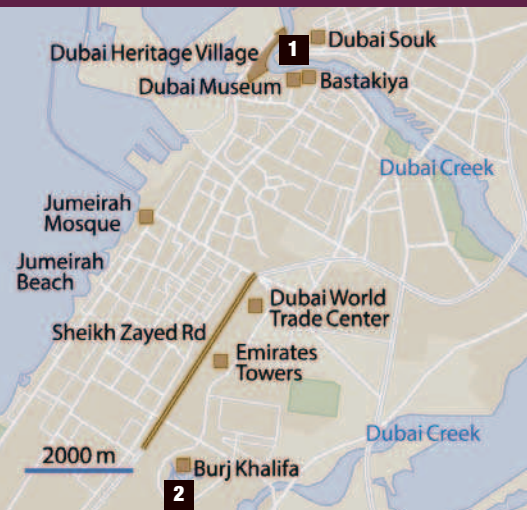 1
Dubai Souk
Dubai Heritage Village
Dubai Museum
Bastakiya
Dubai Creek
Jumeirah
Mosque
Jumeirah
Beach
Dubai World
Trade Center
Sheikh Zayed Rd
Emirates
Towers
Dubai Creek
2000 m
Burj Khalifa
2